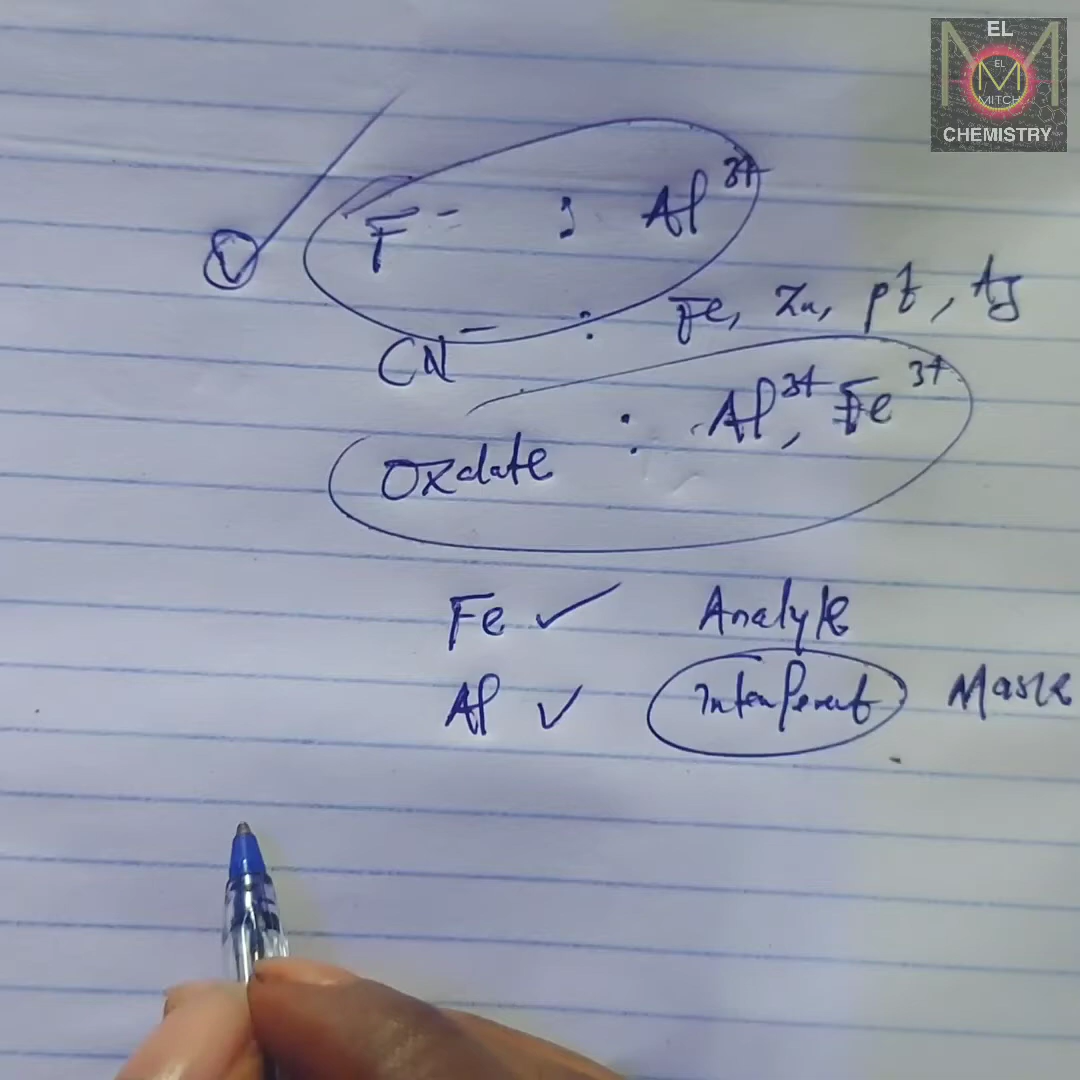 EL
EL
M
MITCH
CHEMISTRY
F⁻ : Al³⁺
CN⁻ : Fe, Zn, pt, Ag
Oxalate : Al³⁺, Fe³⁺
Fe ✓ Analyte
Al ✓ Interferent Mask